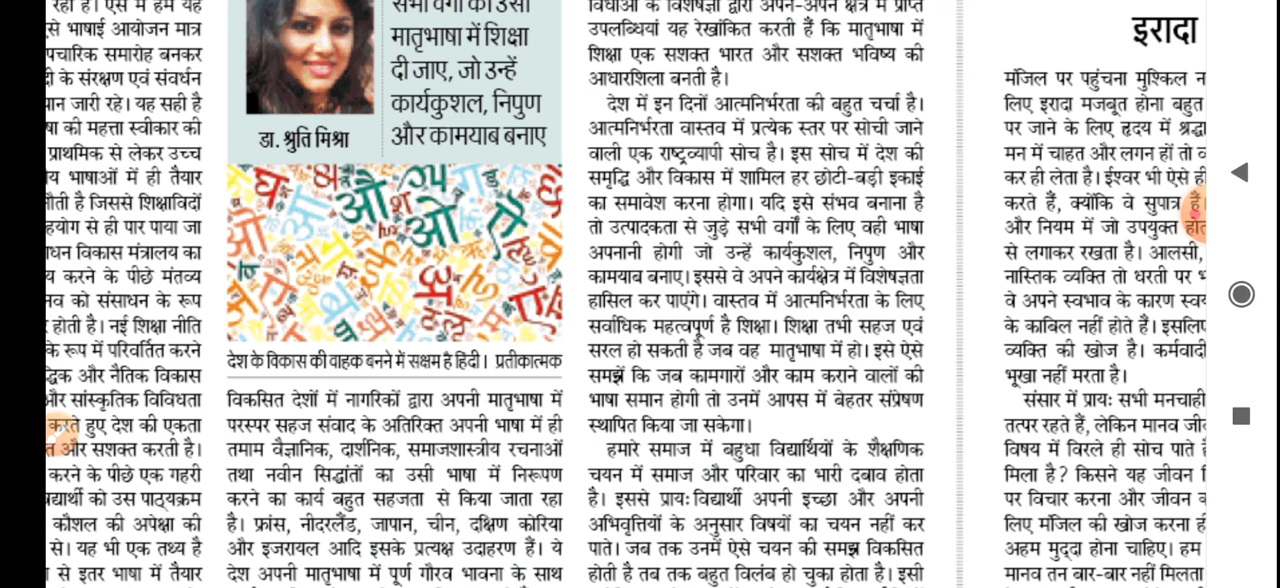 से भाषाई आयोजन मात्र
पचारिक समारोह बनकर
दी के संरक्षण एवं संवर्धन
यान जारी रहे। यह सही है
षा की महत्ता स्वीकार की
प्राथमिक से लेकर उच्च
य भाषाओं में ही तैयार
होती है जिससे शिक्षाविदों
हयोग से ही पार पाया जा
धन विकास मंत्रालय का
य करने के पीछे मंतव्य
नव को संसाधन के रूप
होती है। नई शिक्षा नीति
के रूप में परिवर्तित करने
द्धिक और नैतिक विकास
और सांस्कृतिक विविधता
करते हुए देश की एकता
और सशक्त करती है।
करने के पीछे एक गहरी
द्यार्थी को उस पाठ्यक्रम
कौशल की अपेक्षा की
से। यह भी एक तथ्य है
से इतर भाषा में तैयार
सभी वर्गों को उसी
मातृभाषा में शिक्षा
दी जाए, जो उन्हें
कार्यकुशल, निपुण
और कामयाब बनाए
डा. श्रुति मिश्रा
देश के विकास की वाहक बनने में सक्षम है हिंदी। प्रतीकात्मक
विकसित देशों में नागरिकों द्वारा अपनी मातृभाषा में
परस्पर सहज संवाद के अतिरिक्त अपनी भाषा में ही
तमाम वैज्ञानिक, दार्शनिक, समाजशास्त्रीय रचनाओं
तथा नवीन सिद्धांतों का उसी भाषा में निरूपण
करने का कार्य बहुत सहजता से किया जाता रहा
है। फ्रांस, नीदरलैंड, जापान, चीन, दक्षिण कोरिया
और इजरायल आदि इसके प्रत्यक्ष उदाहरण हैं। ये
देश अपनी मातृभाषा में पूर्ण गौरव भावना के साथ
विधाओं के विशेषज्ञों द्वारा अपने-अपने क्षेत्र में प्राप्त
उपलब्धियां यह रेखांकित करती हैं कि मातृभाषा में
शिक्षा एक सशक्त भारत और सशक्त भविष्य की
आधारशिला बनती है।
देश में इन दिनों आत्मनिर्भरता की बहुत चर्चा है।
आत्मनिर्भरता वास्तव में प्रत्येक स्तर पर सोची जाने
वाली एक राष्ट्रव्यापी सोच है। इस सोच में देश की
समृद्धि और विकास में शामिल हर छोटी-बड़ी इकाई
का समावेश करना होगा। यदि इसे संभव बनाना है
तो उत्पादकता से जुड़े सभी वर्गों के लिए वही भाषा
अपनानी होगी जो उन्हें कार्यकुशल, निपुण और
कामयाब बनाए। इससे वे अपने कार्यक्षेत्र में विशेषज्ञता
हासिल कर पाएंगे। वास्तव में आत्मनिर्भरता के लिए
सर्वाधिक महत्वपूर्ण है शिक्षा। शिक्षा तभी सहज एवं
सरल हो सकती है जब वह मातृभाषा में हो। इसे ऐसे
समझें कि जब कामगारों और काम कराने वालों की
भाषा समान होगी तो उनमें आपस में बेहतर संप्रेषण
स्थापित किया जा सकेगा।
हमारे समाज में बहुधा विद्यार्थियों के शैक्षणिक
चयन में समाज और परिवार का भारी दबाव होता
है। इससे प्राय: विद्यार्थी अपनी इच्छा और अपनी
अभिवृत्तियों के अनुसार विषयों का चयन नहीं कर
पाते। जब तक उनमें ऐसे चयन की समझ विकसित
होती है तब तक बहुत विलंब हो चुका होता है। इसी
इरादा
मंजिल पर पहुंचना मुश्किल न
लिए इरादा मजबूत होना बहुत
पर जाने के लिए हृदय में श्रद्धा
मन में चाहत और लगन हों तो व
कर ही लेता है। ईश्वर भी ऐसे ही
करते हैं, क्योंकि वे सुपात्र हैं
और नियम में जो उपयुक्त होत
से लगाकर रखता है। आलसी,
नास्तिक व्यक्ति तो धरती पर भ
वे अपने स्वभाव के कारण स्वय
के काबिल नहीं होते हैं। इसलिए
व्यक्ति की खोज है। कर्मवादी
भूखा नहीं मरता है।
संसार में प्राय: सभी मनचाही
तत्पर रहते हैं, लेकिन मानव जी
विषय में विरले ही सोच पाते
मिला है? किसने यह जीवन
पर विचार करना और जीवन
लिए मंजिल की खोज करना ही
अहम मुद्दा होना चाहिए। हम
मानव तन बार-बार नहीं मिलता